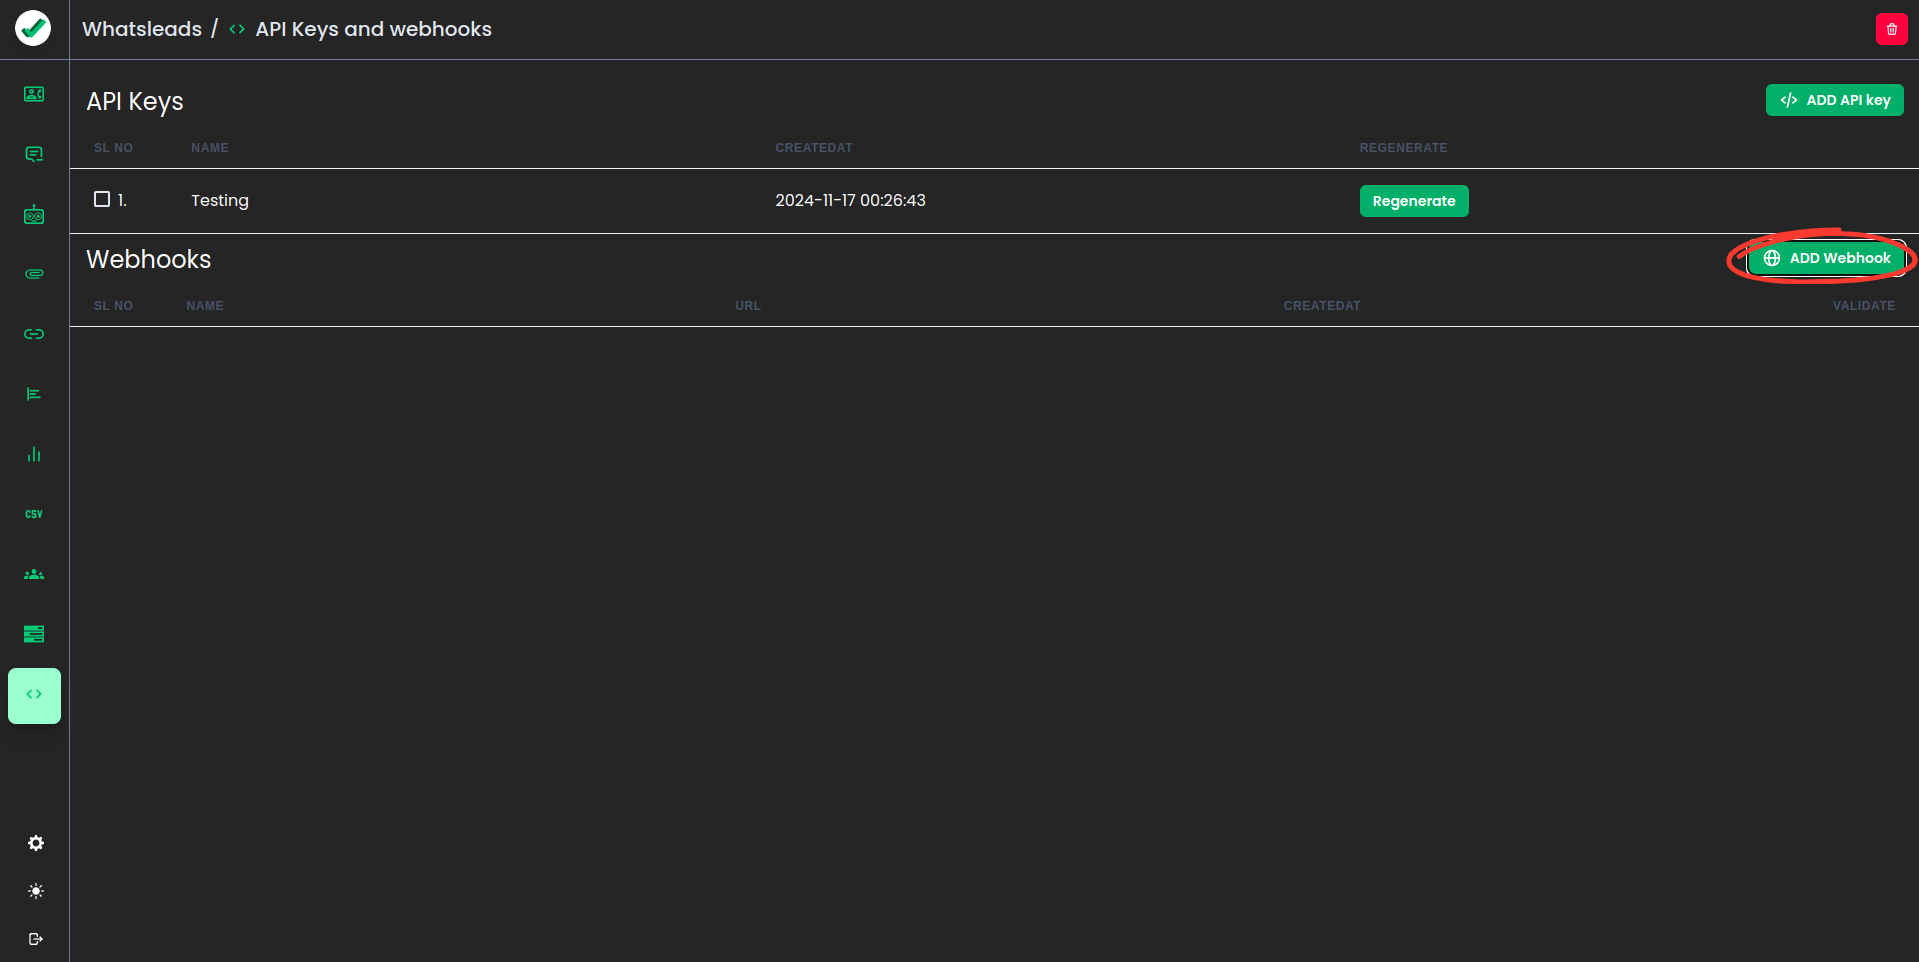 Whatsleads / <> API Keys and webhooks
API Keys
</> ADD API key
SL NO NAME CREATEDAT REGENERATE
1. Testing 2024-11-17 00:26:43 Regenerate
Webhooks
ADD Webhook
SL NO NAME URL CREATEDAT VALIDATE
CSV